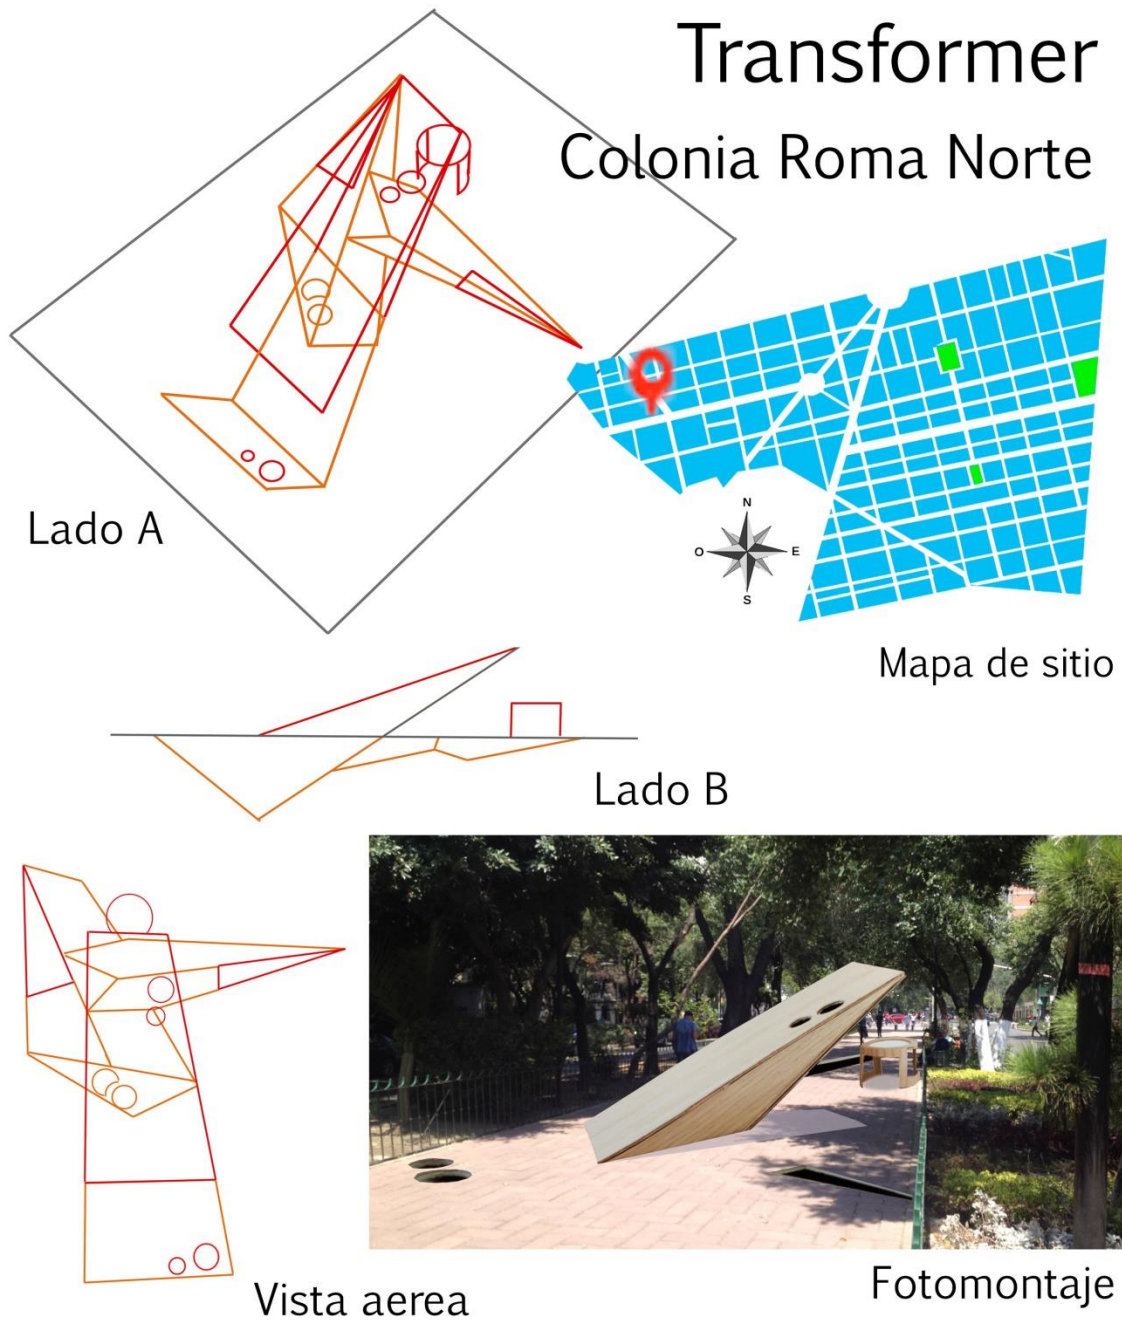 Transformer
Colonia Roma Norte
Lado A
N
O
E
S
Mapa de sitio
Lado B
Vista aerea
Fotomontaje